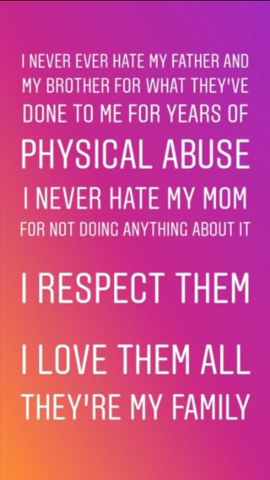 I NEVER EVER HATE MY FATHER AND
MY BROTHER FOR WHAT THEY'VE
DONE TO ME FOR YEARS OF
PHYSICAL ABUSE
I NEVER HATE MY MOM
FOR NOT DOING ANYTHING ABOUT IT
I RESPECT THEM
I LOVE THEM ALL
THEY'RE MY FAMILY